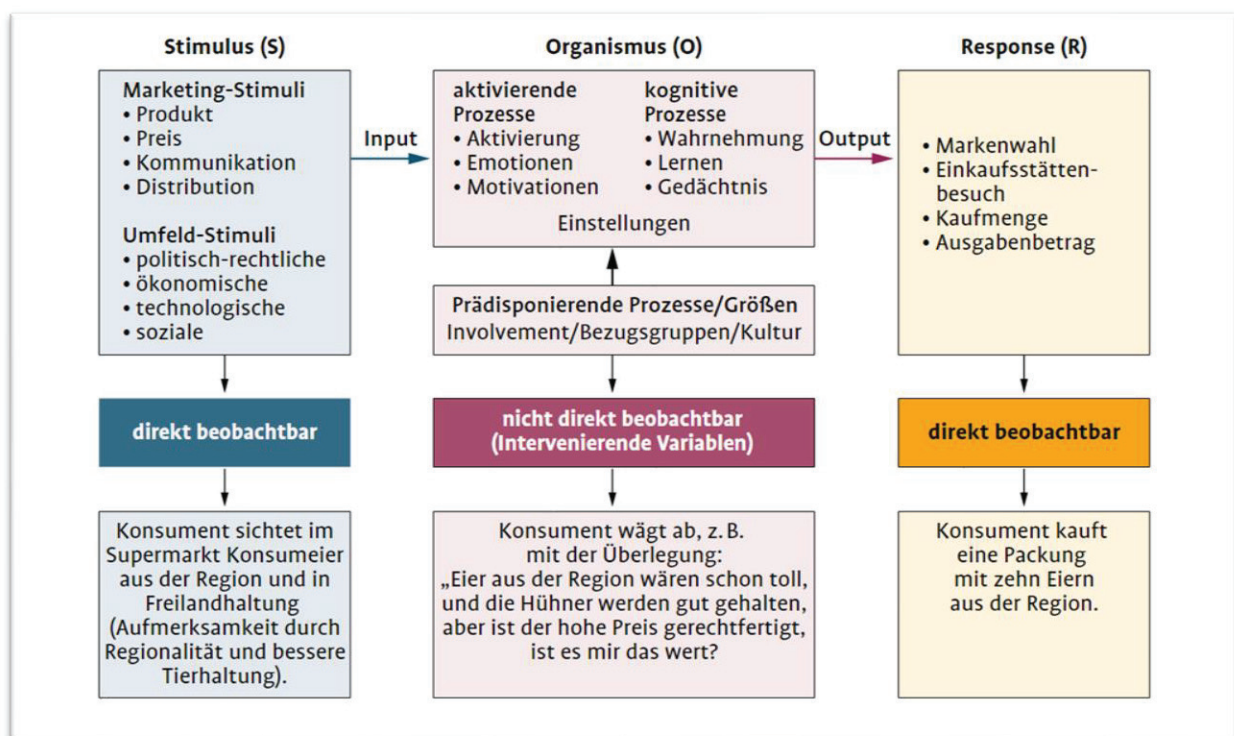 Stimulus (S)
Marketing-Stimuli
• Produkt
• Preis
• Kommunikation
• Distribution
Umfeld-Stimuli
• politisch-rechtliche
• ökonomische
• technologische
• soziale
Input
Organismus (O)
aktivierende
Prozesse
• Aktivierung
• Emotionen
• Motivationen
kognitive
Prozesse
• Wahrnehmung
• Lernen
• Gedächtnis
Einstellungen
Prädisponierende Prozesse/Größen
Involvement/Bezugsgruppen/Kultur
Output
Response (R)
• Markenwahl
• Einkaufsstätten-
besuch
• Kaufmenge
• Ausgabenbetrag
direkt beobachtbar
nicht direkt beobachtbar
(Intervenierende Variablen)
direkt beobachtbar
Konsument sichtet im
Supermarkt Konsumeier
aus der Region und in
Freilandhaltung
(Aufmerksamkeit durch
Regionalität und bessere
Tierhaltung).
Konsument wägt ab, z. B.
mit der Überlegung:
„Eier aus der Region wären schon toll,
und die Hühner werden gut gehalten,
aber ist der hohe Preis gerechtfertigt,
ist es mir das wert?
Konsument kauft
eine Packung
mit zehn Eiern
aus der Region.